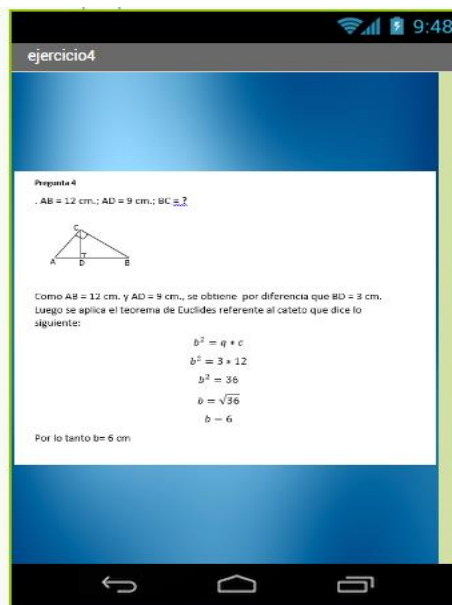 9:48
ejercicio4
Pregunta 4
. AB = 12 cm.; AD = 9 cm.; BC = ?
C
A D B
Como AB = 12 cm. y AD = 9 cm., se obtiene por diferencia que BD = 3 cm.
Luego se aplica el teorema de Euclides referente al cateto que dice lo
siguiente:
b² = q * c
b² = 3 * 12
b² = 36
b = √36
b = 6
Por lo tanto b= 6 cm